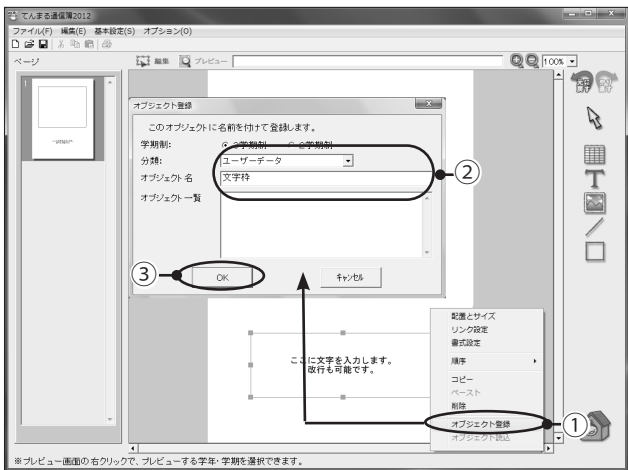 てんまる通信簿2012
ファイル(F) 編集(E) 基本設定(S) オプション(O)
ページ
編集 プレビュー 100%
1
オブジェクト登録
このオブジェクトに名前を付けて登録します。
学期制: 3学期制 2学期制
分類: ユーザーデータ
オブジェクト名 文字枠
②
オブジェクト一覧
③
OK キャンセル
T
ここに文字を入力します。
改行も可能です。
配置とサイズ
リンク設定
書式設定
順序
コピー
ペースト
削除
オブジェクト登録
①
オブジェクト読込
※プレビュー画面の右クリックで、プレビューする学年・学期を選択できます。